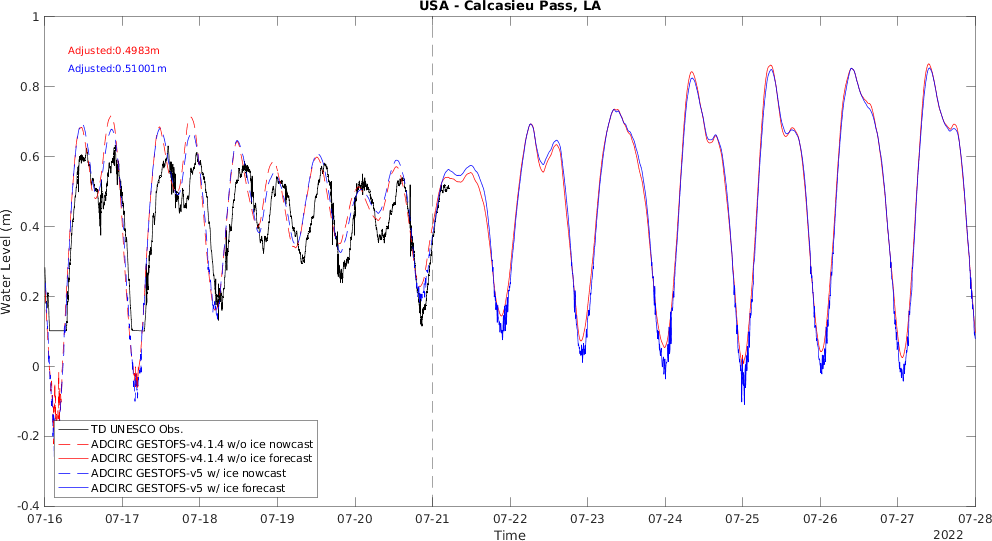 USA - Calcasieu Pass, LA
Adjusted:0.4983m
Adjusted:0.51001m
1
0.8
0.6
0.4
0.2
0
-0.2
-0.4
Water Level (m)
TD UNESCO Obs.
ADCIRC GESTOFS-v4.1.4 w/o ice nowcast
ADCIRC GESTOFS-v4.1.4 w/o ice forecast
ADCIRC GESTOFS-v5 w/ ice nowcast
ADCIRC GESTOFS-v5 w/ ice forecast
07-16 07-17 07-18 07-19 07-20 07-21 07-22 07-23 07-24 07-25 07-26 07-27 07-28
Time
2022